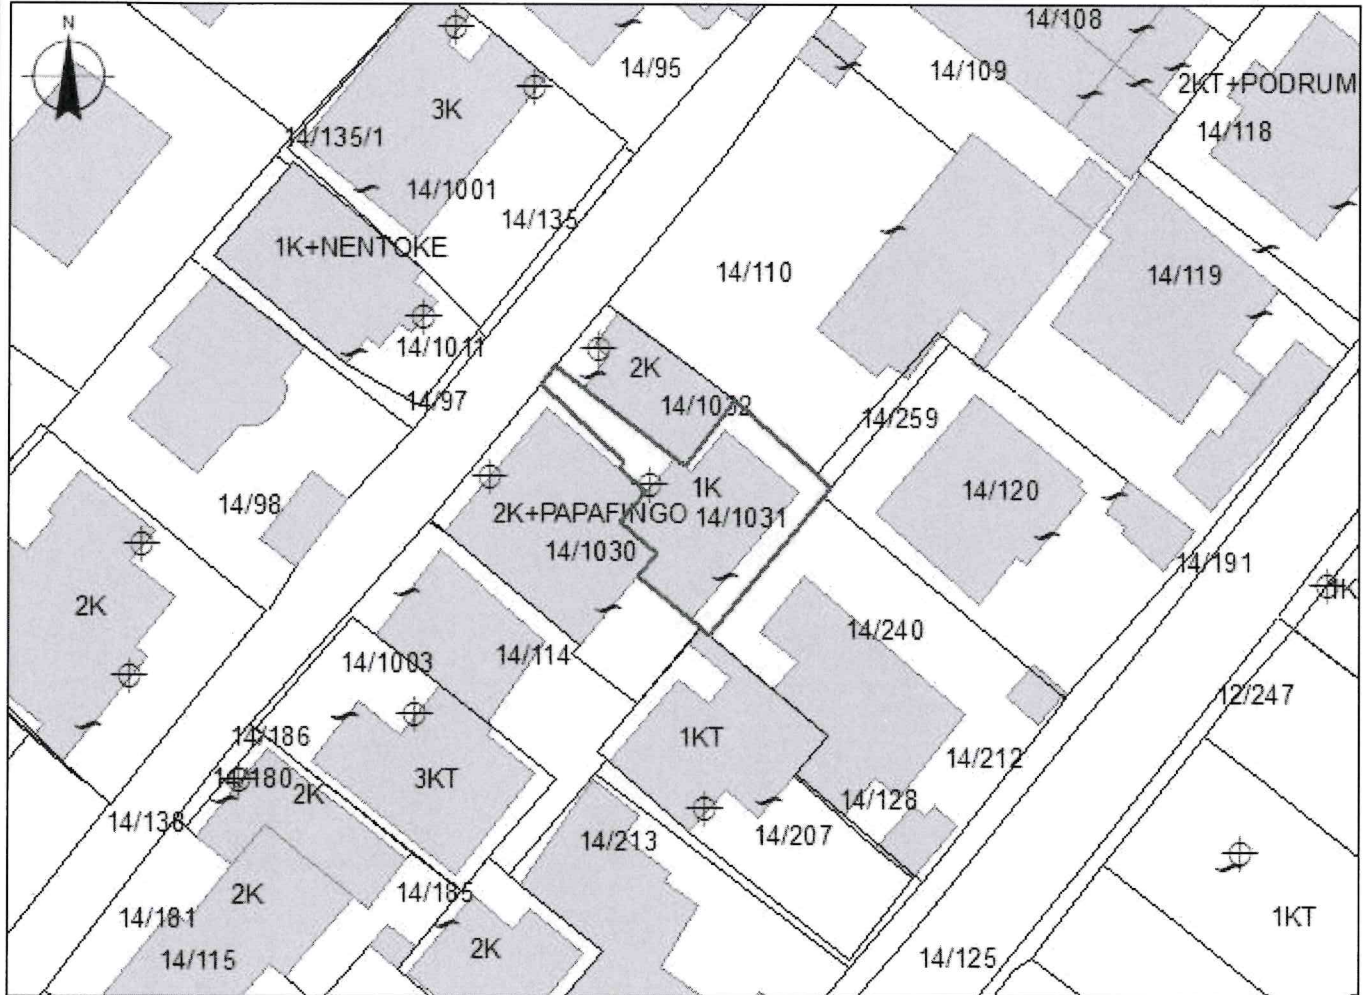 N
14/108
14/95
14/109
2KT+PODRUM
3K
14/118
14/135/1
14/1001
14/135
1K+NENTOKE
14/110
14/119
14/1011
2K
14/97
14/1032
14/259
1K
14/98
2K+PAPAFINGO
14/1031
14/120
14/1030
14/191
1K
2K
14/240
14/1003
14/114
12/247
14/186
1KT
14/212
14/180
2K
3KT
14/138
14/128
14/207
14/213
2K
14/185
14/181
1KT
14/115
2K
14/125